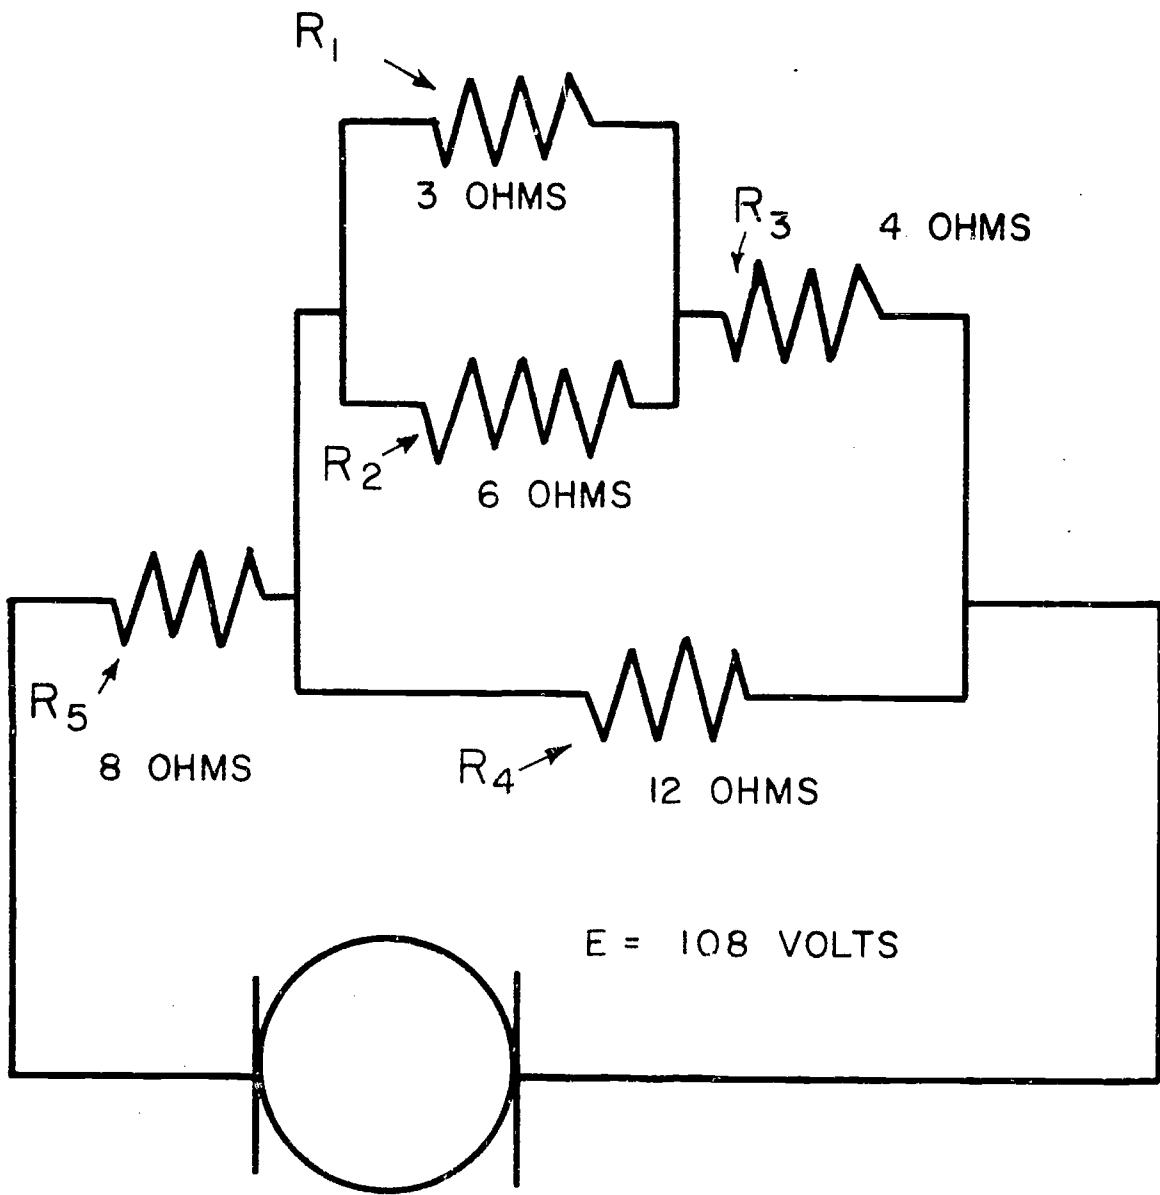 R1
3 OHMS
R3
4 OHMS
R2
6 OHMS
R5
8 OHMS
R4
12 OHMS
E = 108 VOLTS